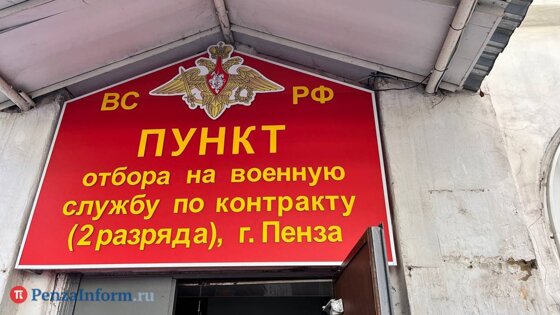 ВС РФ
ПУНКТ
отбора на военную
службу по контракту
(2 разряда), г. Пенза
PenzaInform.ru